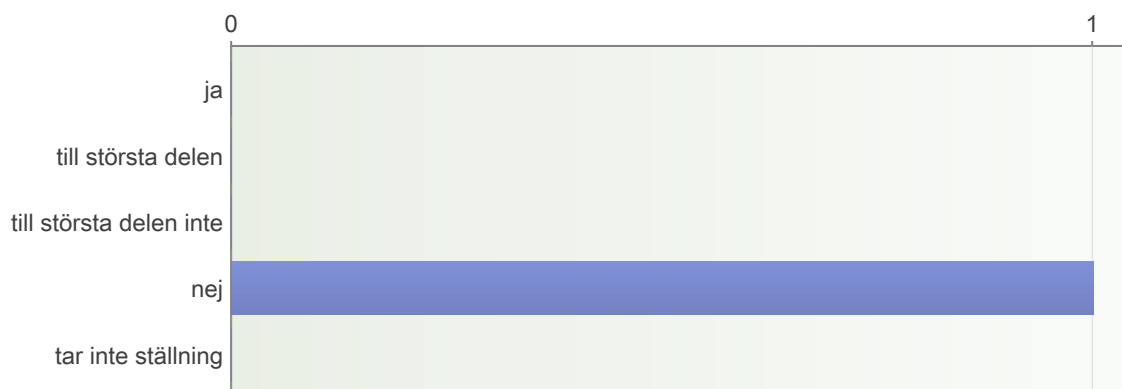 0 1
ja
till största delen
till största delen inte
nej
tar inte ställning